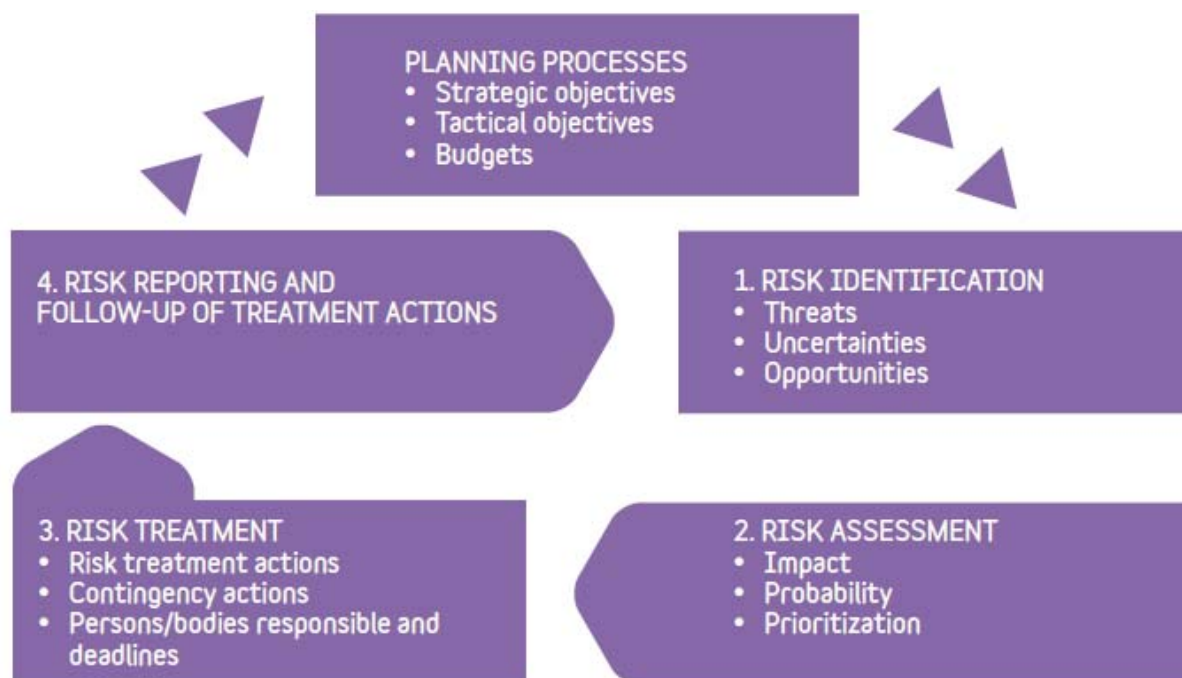 PLANNING PROCESSES
• Strategic objectives
• Tactical objectives
• Budgets
4. RISK REPORTING AND
FOLLOW-UP OF TREATMENT ACTIONS
1. RISK IDENTIFICATION
• Threats
• Uncertainties
• Opportunities
3. RISK TREATMENT
• Risk treatment actions
• Contingency actions
• Persons/bodies responsible and
deadlines
2. RISK ASSESSMENT
• Impact
• Probability
• Prioritization